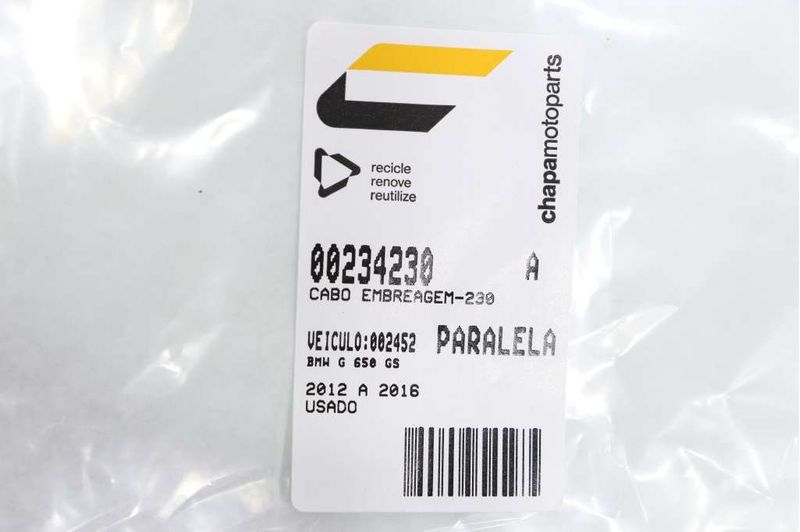 chapamotoparts
recicle
renove
reutilize
00234230 A
CABO EMBREAGEM-230
VEICULO:002452 PARALELA
BMW G 650 GS
2012 A 2016
USADO